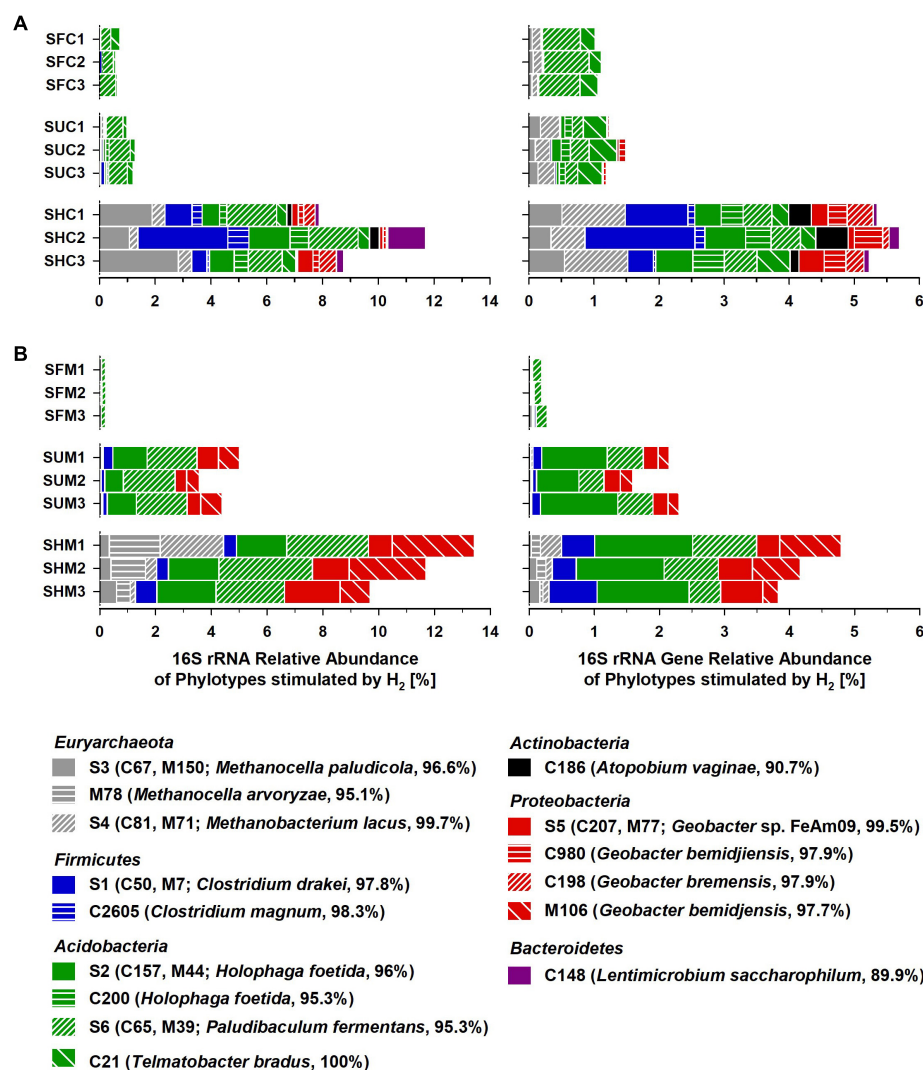 A
SFC1
SFC2
SFC3
SUC1
SUC2
SUC3
SHC1
SHC2
SHC3
0 2 4 6 8 10 12 14
0 1 2 3 4 5 6
B
SFM1
SFM2
SFM3
SUM1
SUM2
SUM3
SHM1
SHM2
SHM3
0 2 4 6 8 10 12 14
0 1 2 3 4 5 6
16S rRNA Relative Abundance
of Phylotypes stimulated by H2 [%]
16S rRNA Gene Relative Abundance
of Phylotypes stimulated by H2 [%]
Euryarchaeota
S3 (C67, M150; Methanocella paludicola, 96.6%)
M78 (Methanocella arvoryzae, 95.1%)
S4 (C81, M71; Methanobacterium lacus, 99.7%)
Firmicutes
S1 (C50, M7; Clostridium drakei, 97.8%)
C2605 (Clostridium magnum, 98.3%)
Acidobacteria
S2 (C157, M44; Holophaga foetida, 96%)
C200 (Holophaga foetida, 95.3%)
S6 (C65, M39; Paludibaculum fermentans, 95.3%)
C21 (Telmatobacter bradus, 100%)
Actinobacteria
C186 (Atopobium vaginae, 90.7%)
Proteobacteria
S5 (C207, M77; Geobacter sp. FeAm09, 99.5%)
C980 (Geobacter bemidjiensis, 97.9%)
C198 (Geobacter bremensis, 97.9%)
M106 (Geobacter bemidjensis, 97.7%)
Bacteroidetes
C148 (Lentimicrobium saccharophilum, 89.9%)